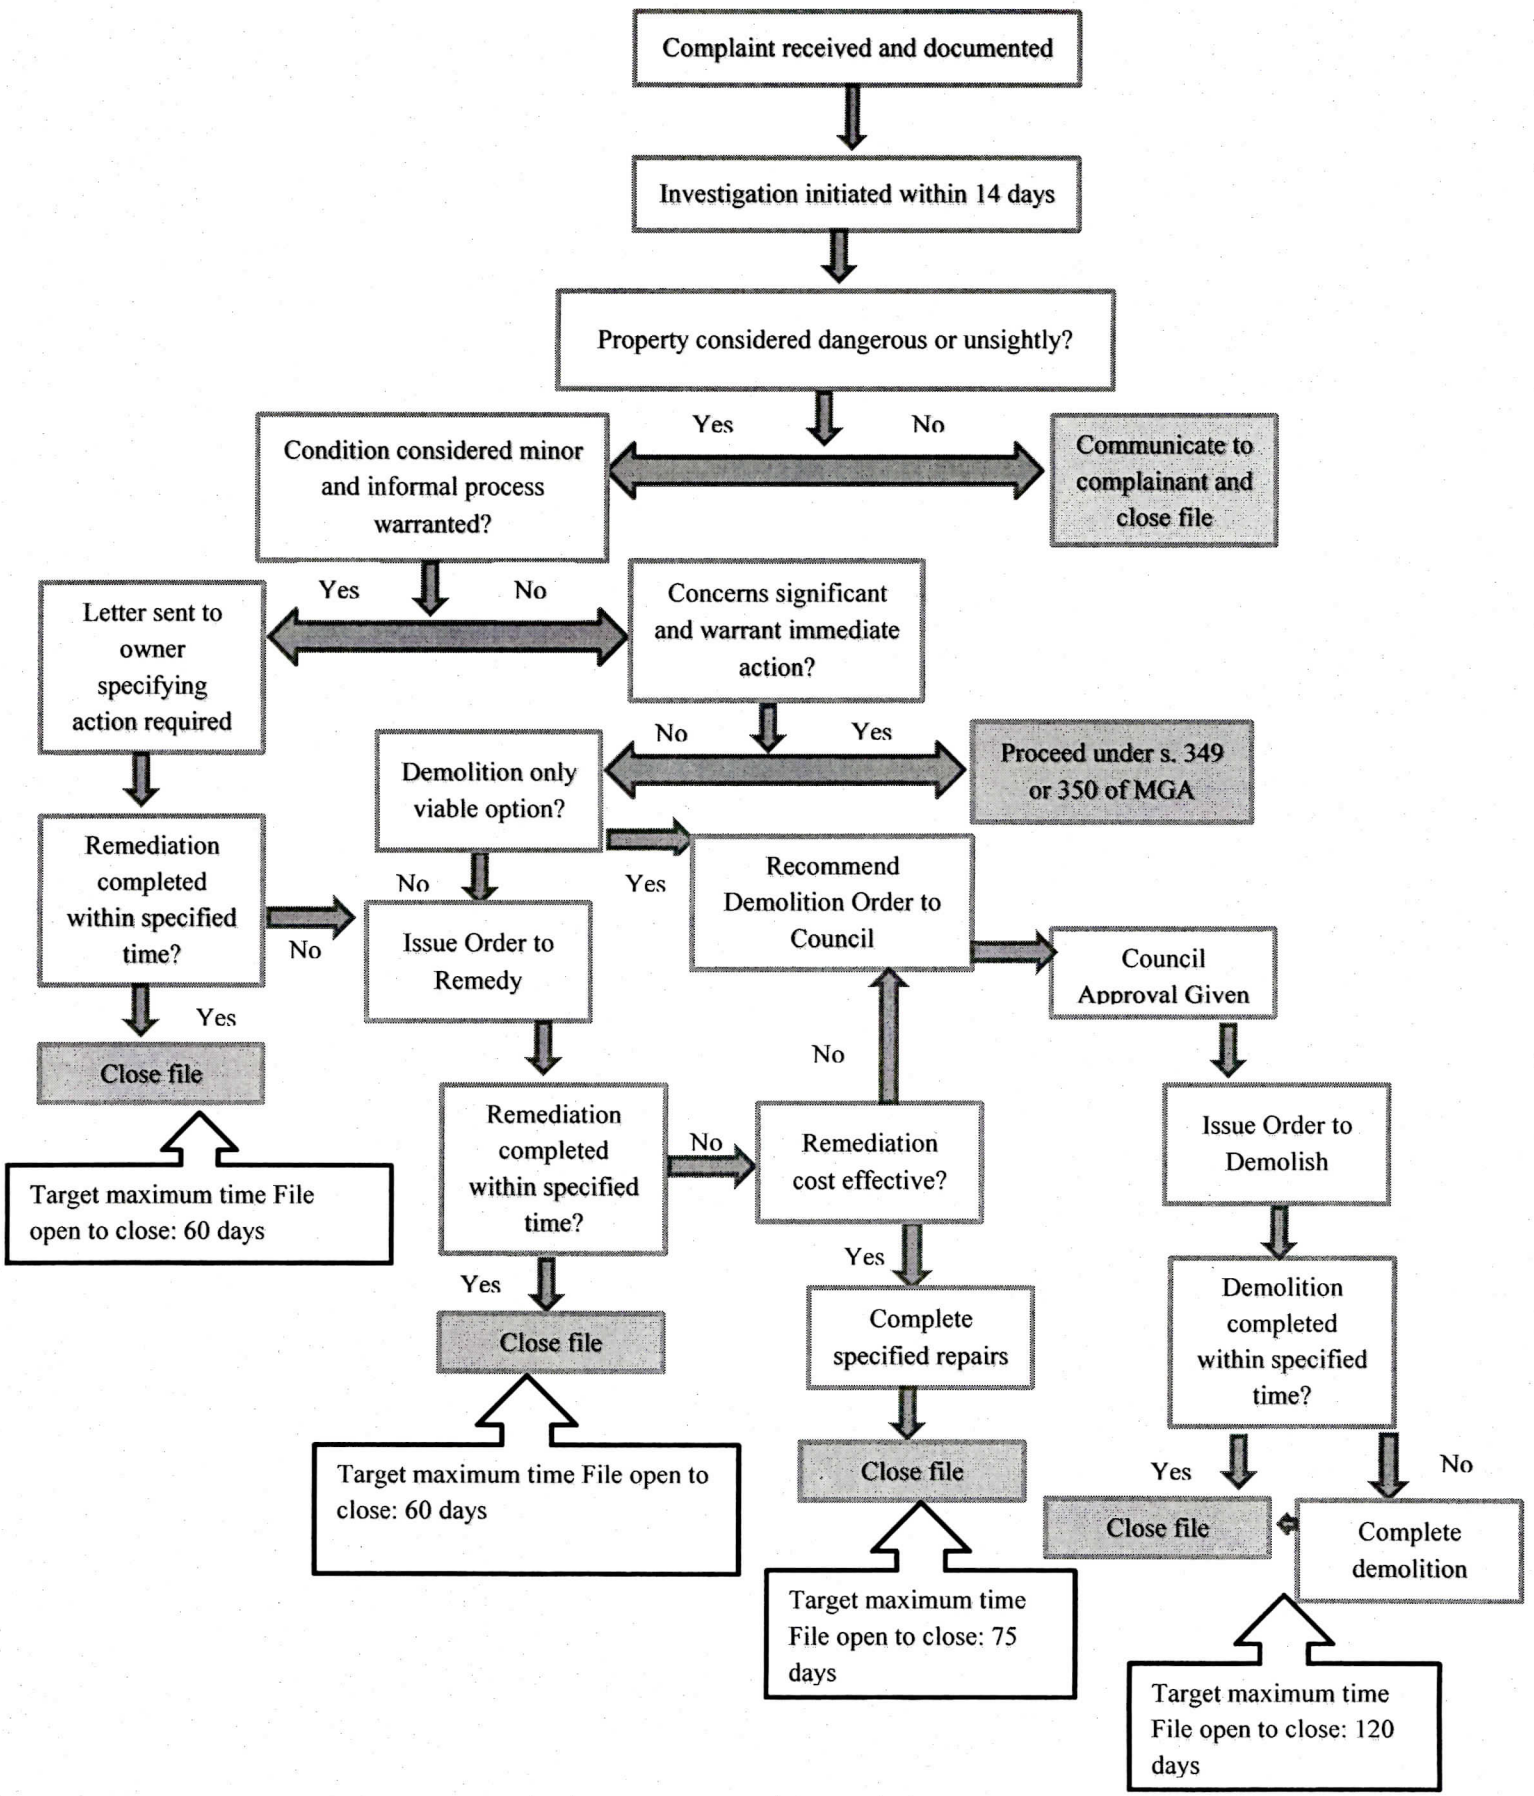 Complaint received and documented
Investigation initiated within 14 days
Property considered dangerous or unsightly?
Yes
No
Condition considered minor
and informal process
warranted?
Communicate to
complainant and
close file
Yes
No
Letter sent to
owner
specifying
action required
Concerns significant
and warrant immediate
action?
No
Yes
Demolition only
viable option?
Proceed under s. 349
or 350 of MGA
Remediation
completed
within specified
time?
No
No
Yes
Recommend
Demolition Order to
Council
Issue Order to
Remedy
Council
Approval Given
Yes
Close file
No
Target maximum time File
open to close: 60 days
Remediation
completed
within specified
time?
No
Remediation
cost effective?
Issue Order to
Demolish
Yes
Close file
Yes
Complete
specified repairs
Demolition
completed
within specified
time?
Target maximum time File open to
close: 60 days
Close file
Yes
No
Close file
Complete
demolition
Target maximum time
File open to close: 75
days
Target maximum time
File open to close: 120
days